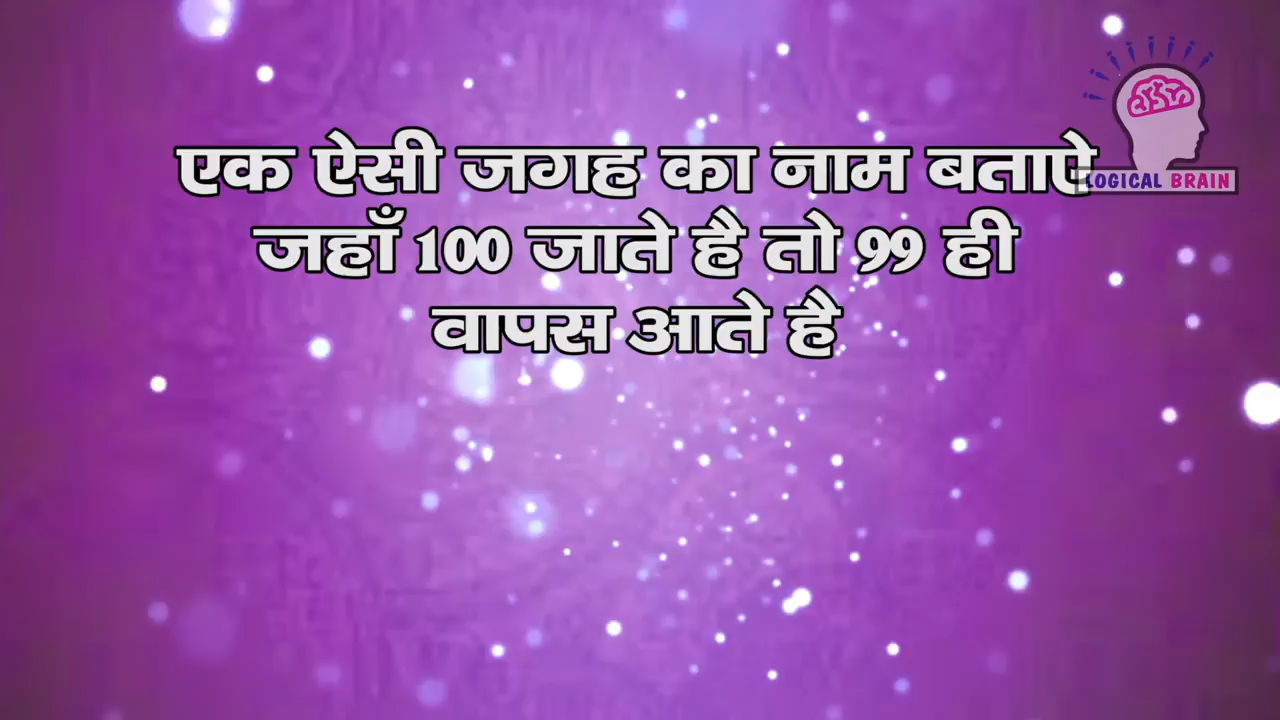 एक ऐसी जगह का नाम बताऐ
जहाँ 100 जाते है तो 99 ही
वापस आते है
LOGICAL BRAIN